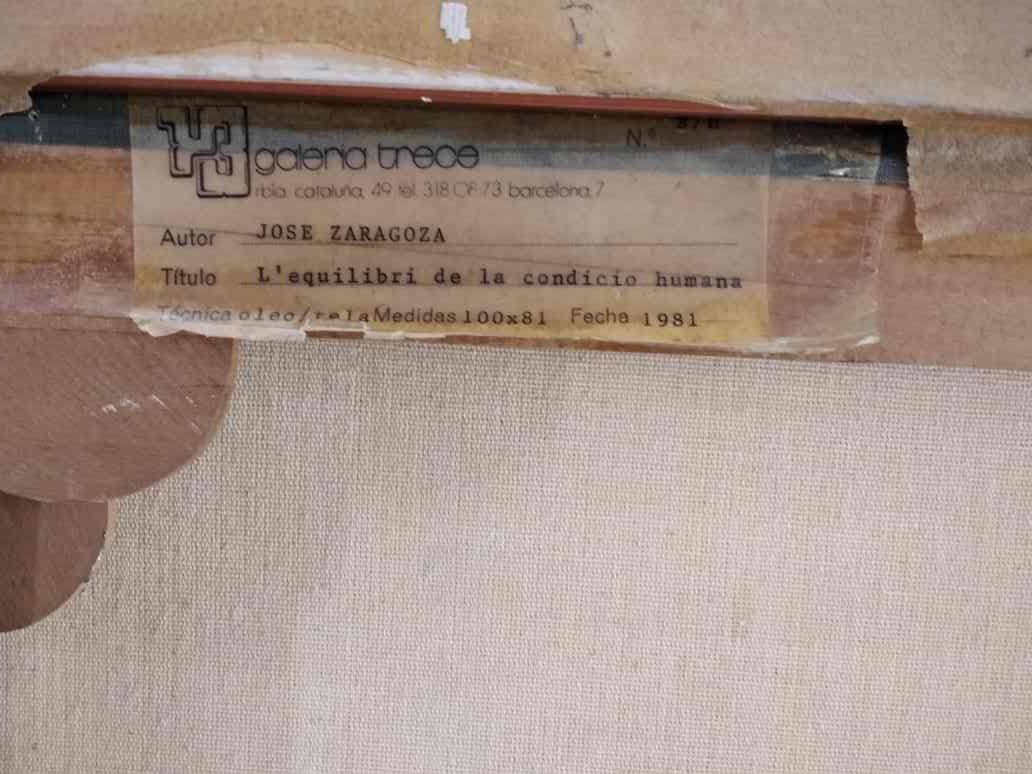 N.º
galeria trece
rbla. cataluña, 49 tel. 318 08 73 barcelona, 7
Autor JOSE ZARAGOZA
Título L'equilibri de la condicio humana
Técnica oleo/tela Medidas 100x81 Fecha 1981